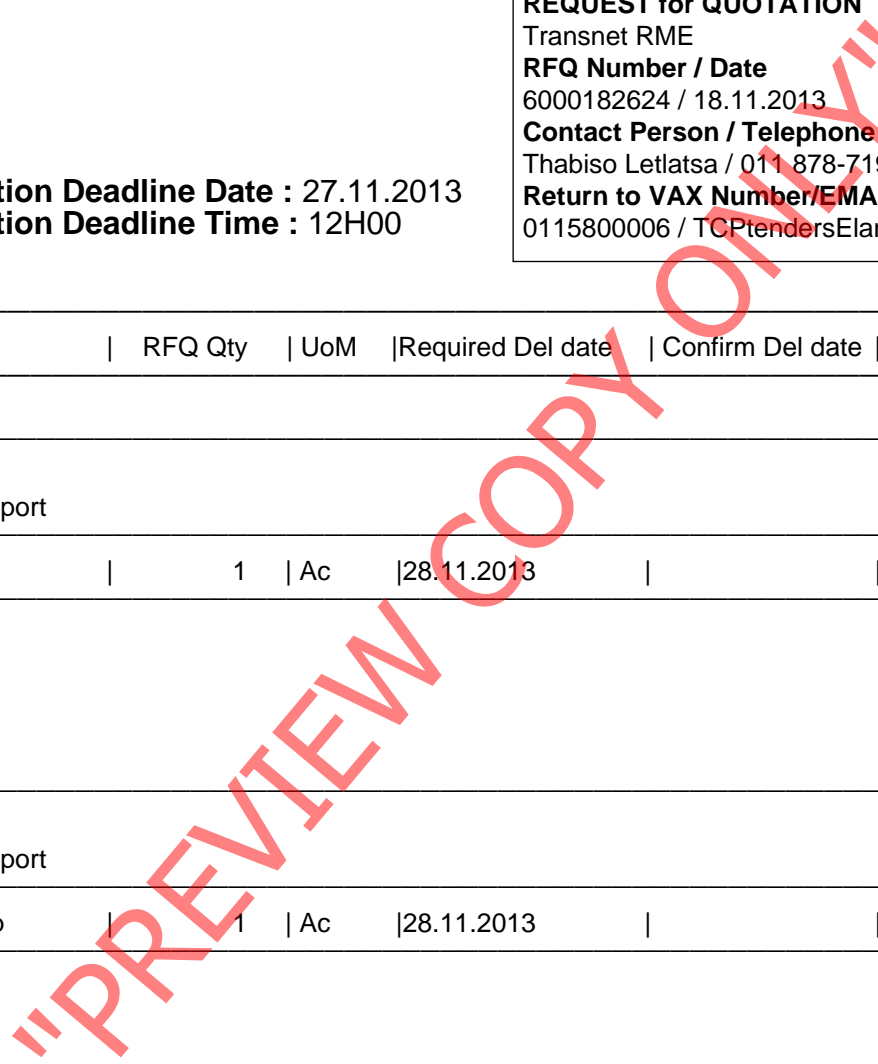 REQUEST for QUOTATION
Transnet RME
RFQ Number / Date
6000182624 / 18.11.2013
Contact Person / Telephone
Thabiso Letlatsa / 011 878-719
Return to VAX Number/EMA
0115800006 / TCPtendersElan
tion Deadline Date : 27.11.2013
tion Deadline Time : 12H00
| RFQ Qty | UoM |Required Del date | Confirm Del date |
port
| 1 | Ac |28.11.2013 | |
port
| 1 | Ac |28.11.2013 | |
"PREVIEW COPY ONLY"